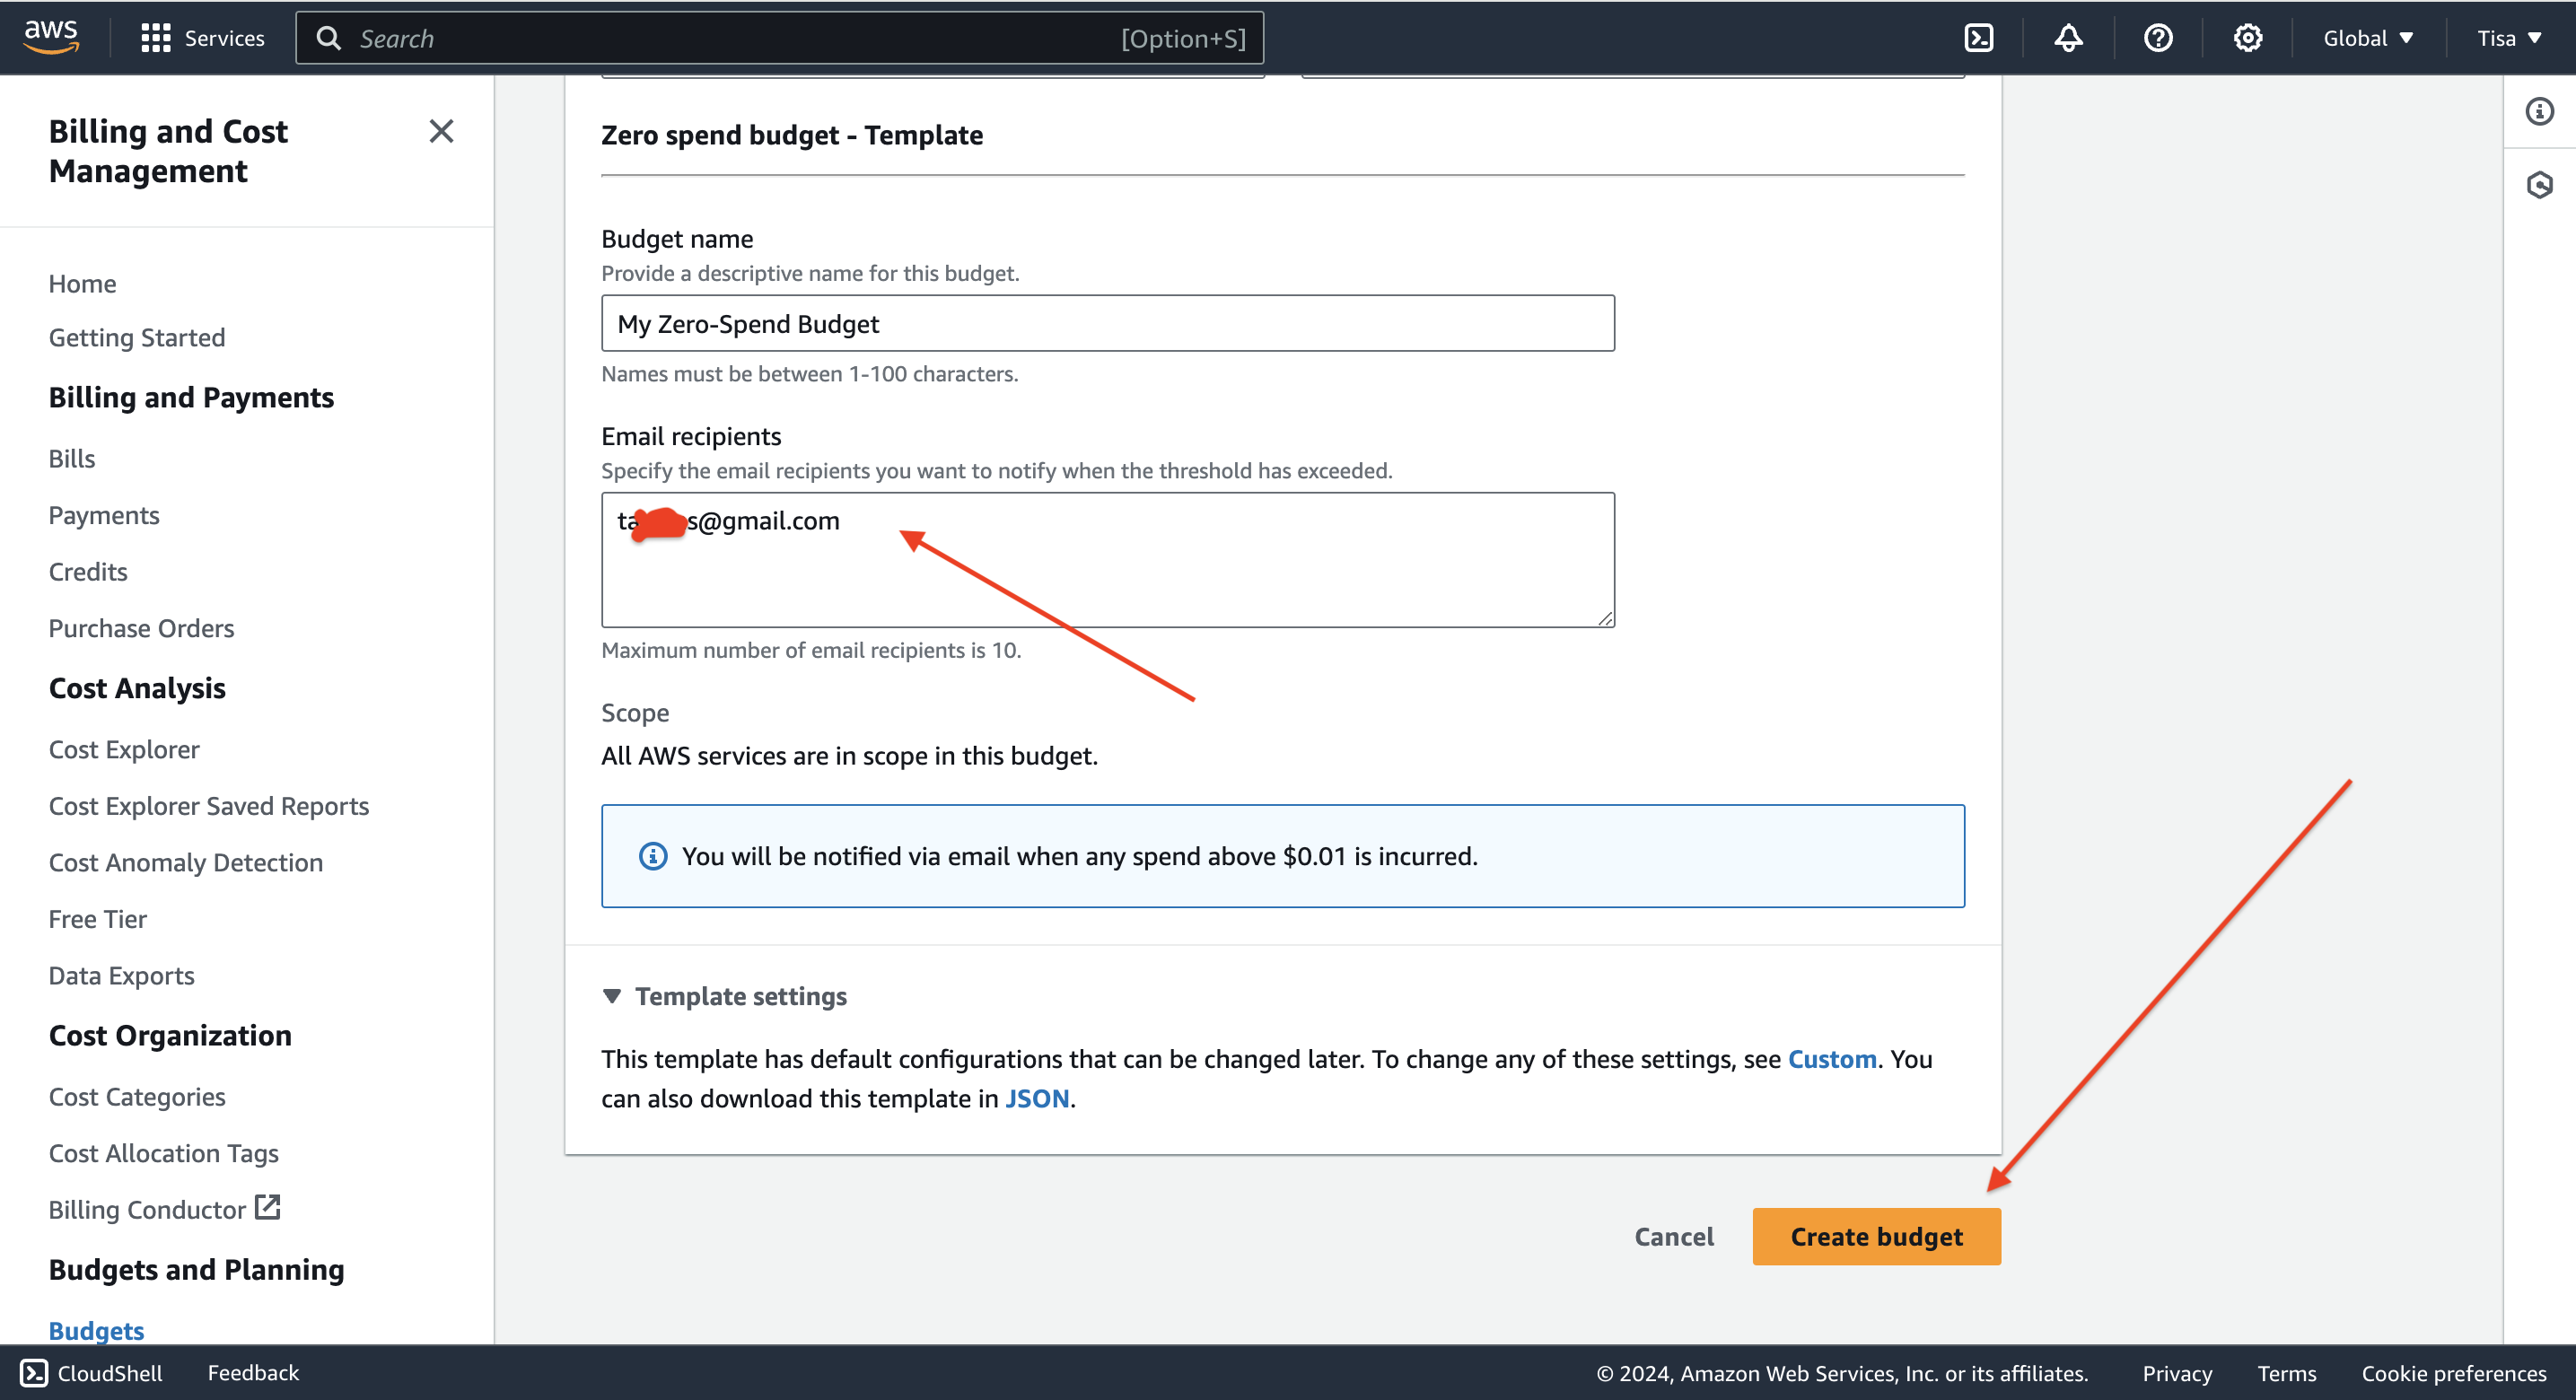 aws
Services
Search
[Option+S]
Global
Tisa
Billing and Cost
Management
Home
Getting Started
Billing and Payments
Bills
Payments
Credits
Purchase Orders
Cost Analysis
Cost Explorer
Cost Explorer Saved Reports
Cost Anomaly Detection
Free Tier
Data Exports
Cost Organization
Cost Categories
Cost Allocation Tags
Billing Conductor
Budgets and Planning
Budgets
Zero spend budget - Template
Budget name
Provide a descriptive name for this budget.
My Zero-Spend Budget
Names must be between 1-100 characters.
Email recipients
Specify the email recipients you want to notify when the threshold has exceeded.
s@gmail.com
Maximum number of email recipients is 10.
Scope
All AWS services are in scope in this budget.
You will be notified via email when any spend above $0.01 is incurred.
Template settings
This template has default configurations that can be changed later. To change any of these settings, see Custom. You
can also download this template in JSON.
Cancel
Create budget
CloudShell
Feedback
© 2024, Amazon Web Services, Inc. or its affiliates.
Privacy
Terms
Cookie preferences